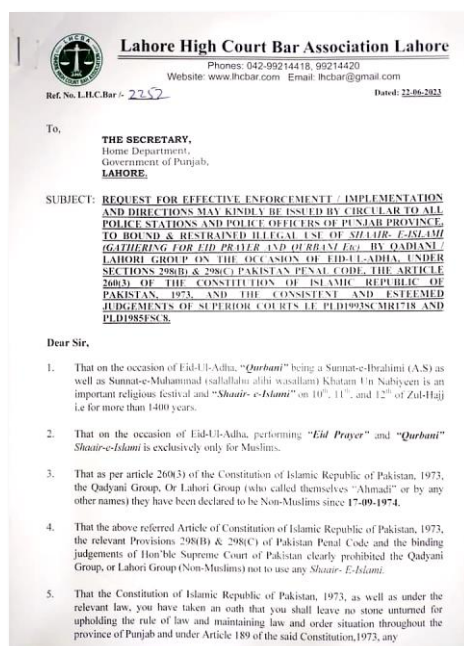 LHCBA
LAHORE HIGH COURT BAR ASSOCIATION
Lahore High Court Bar Association Lahore
Phones: 042-99214418, 99214420
Website: www.lhcbar.com Email: lhcbar@gmail.com
Ref. No. L.H.C.Bar /- 2252
Dated: 22-06-2023
To,
THE SECRETARY,
Home Department,
Government of Punjab,
LAHORE.
SUBJECT: REQUEST FOR EFFECTIVE ENFORCEMENTT / IMPLEMENTATION
AND DIRECTIONS MAY KINDLY BE ISSUED BY CIRCULAR TO ALL
POLICE STATIONS AND POLICE OFFICERS OF PUNJAB PROVINCE,
TO BOUND & RESTRAINED ILLEGAL USE OF SHAAIR- E-ISLAMI
(GATHERING FOR EID PRAYER AND QURBANI Etc) BY QADIANI /
LAHORI GROUP ON THE OCCASION OF EID-UL-ADHA, UNDER
SECTIONS 298(B) & 298(C) PAKISTAN PENAL CODE, THE ARTICLE
260(3) OF THE CONSTITUTION OF ISLAMIC REPUBLIC OF
PAKISTAN, 1973, AND THE CONSISTENT AND ESTEEMED
JUDGEMENTS OF SUPERIOR COURTS I.E PLD1993SCMR1718 AND
PLD1985FSC8.
Dear Sir,
1. That on the occasion of Eid-Ul-Adha, "Qurbani" being a Sunnat-e-Ibrahimi (A.S) as
well as Sunnat-e-Muhammad (sallallahu alihi wasallam) Khatam Un Nabiyeen is an
important religious festival and "Shaair- e-Islami" on 10th, 11th, and 12th of Zul-Hajj
i.e for more than 1400 years.
2. That on the occasion of Eid-Ul-Adha, performing "Eid Prayer" and "Qurbani"
Shaair-e-Islami is exclusively only for Muslims.
3. That as per article 260(3) of the Constitution of Islamic Republic of Pakistan, 1973,
the Qadyani Group, Or Lahori Group (who called themselves "Ahmadi" or by any
other names) they have been declared to be Non-Muslims since 17-09-1974.
4. That the above referred Article of Constitution of Islamic Republic of Pakistan, 1973,
the relevant Provisions 298(B) & 298(C) of Pakistan Penal Code and the binding
judgements of Hon'ble Supreme Court of Pakistan clearly prohibited the Qadyani
Group, or Lahori Group (Non-Muslims) not to use any Shaair- E-Islami.
5. That the Constitution of Islamic Republic of Pakistan, 1973, as well as under the
relevant law, you have taken an oath that you shall leave no stone unturned for
upholding the rule of law and maintaining law and order situation throughout the
province of Punjab and under Article 189 of the said Constitution,1973, any